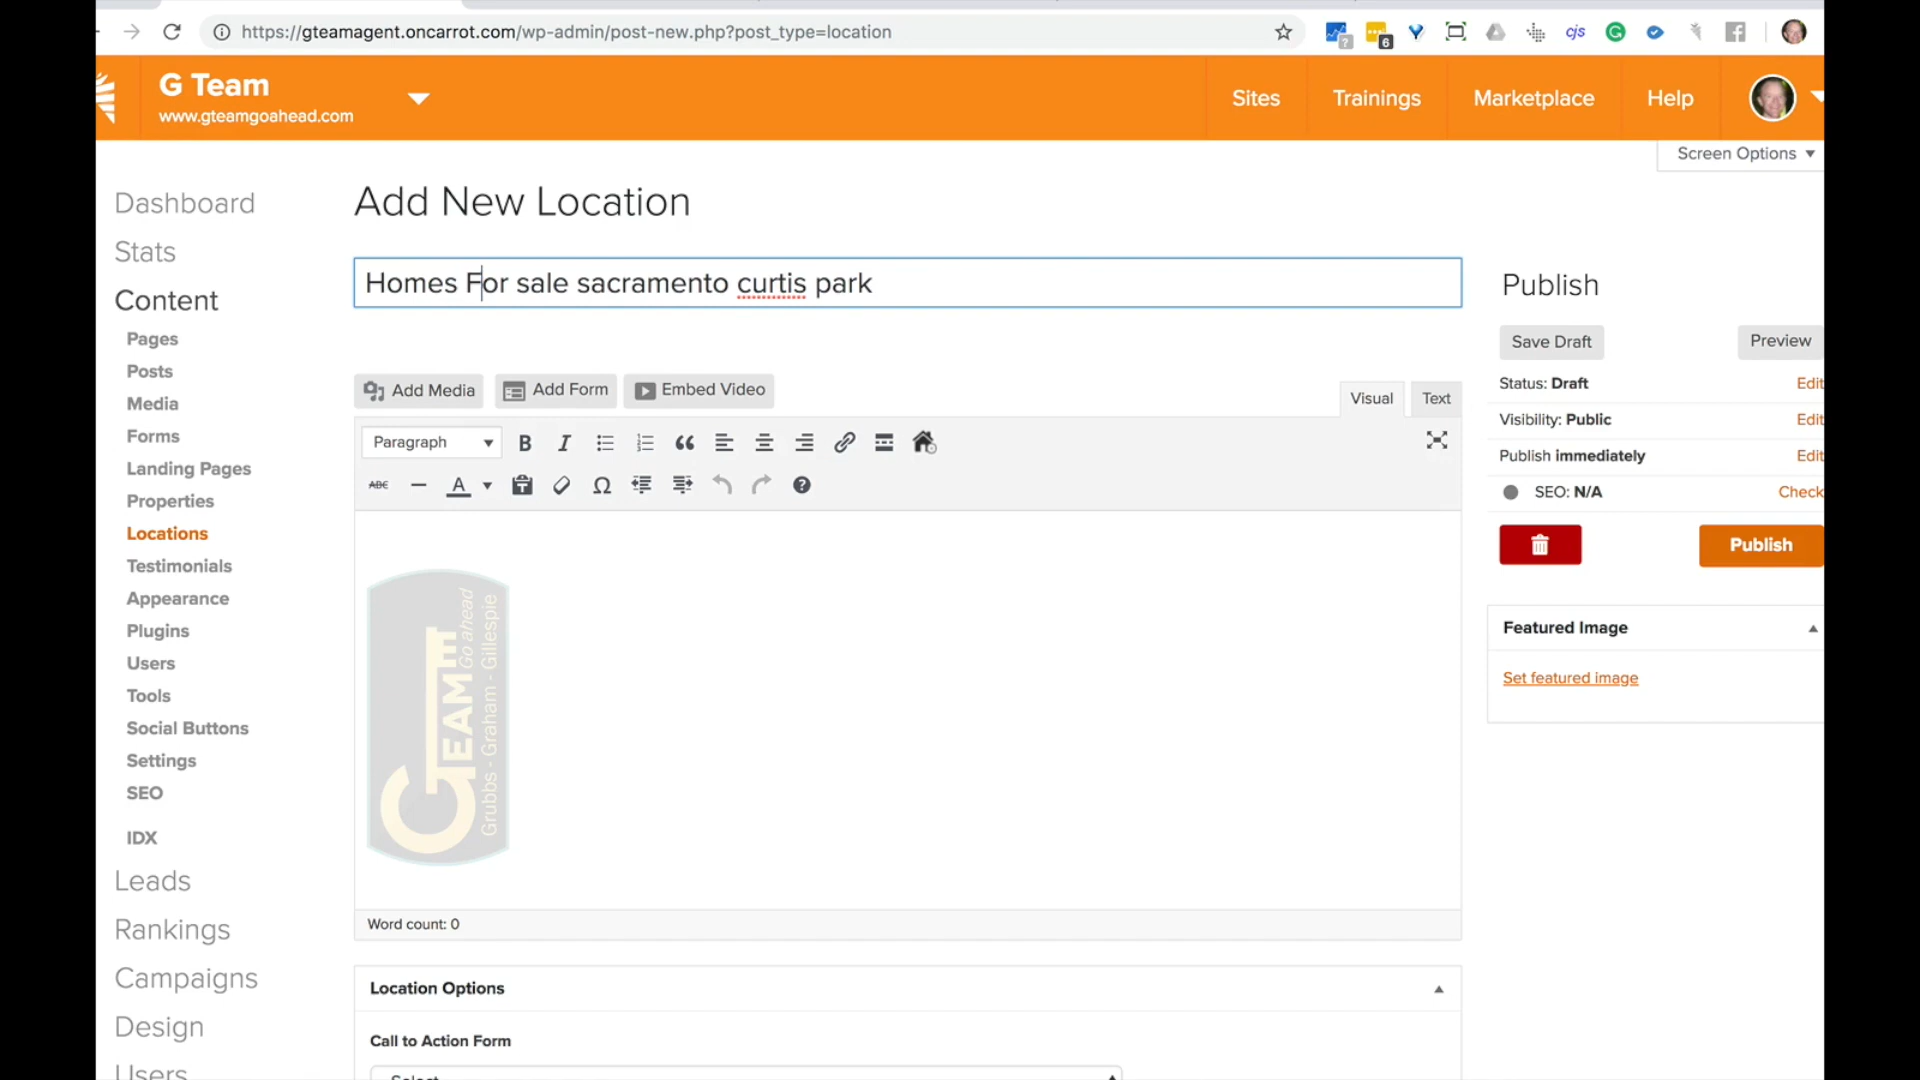 https://gteamagent.oncarrot.com/wp-admin/post-new.php?post_type=location
?
6
cjs
G Team
www.gteamgoahead.com
Sites
Trainings
Marketplace
Help
Screen Options
Dashboard
Stats
Content
Pages
Posts
Media
Forms
Landing Pages
Properties
Locations
Testimonials
Appearance
Plugins
Users
Tools
Social Buttons
Settings
SEO
IDX
Leads
Rankings
Campaigns
Design
Users
Add New Location
Homes For sale sacramento curtis park
Add Media
Add Form
Embed Video
Visual
Text
Paragraph
B
I
ABC
A
Ω
GTEAM
Go ahead
Grubbs - Graham - Gillespie
Word count: 0
Location Options
Call to Action Form
Select
Publish
Save Draft
Preview
Status: Draft
Edit
Visibility: Public
Edit
Publish immediately
Edit
SEO: N/A
Check
Publish
Featured Image
Set featured image